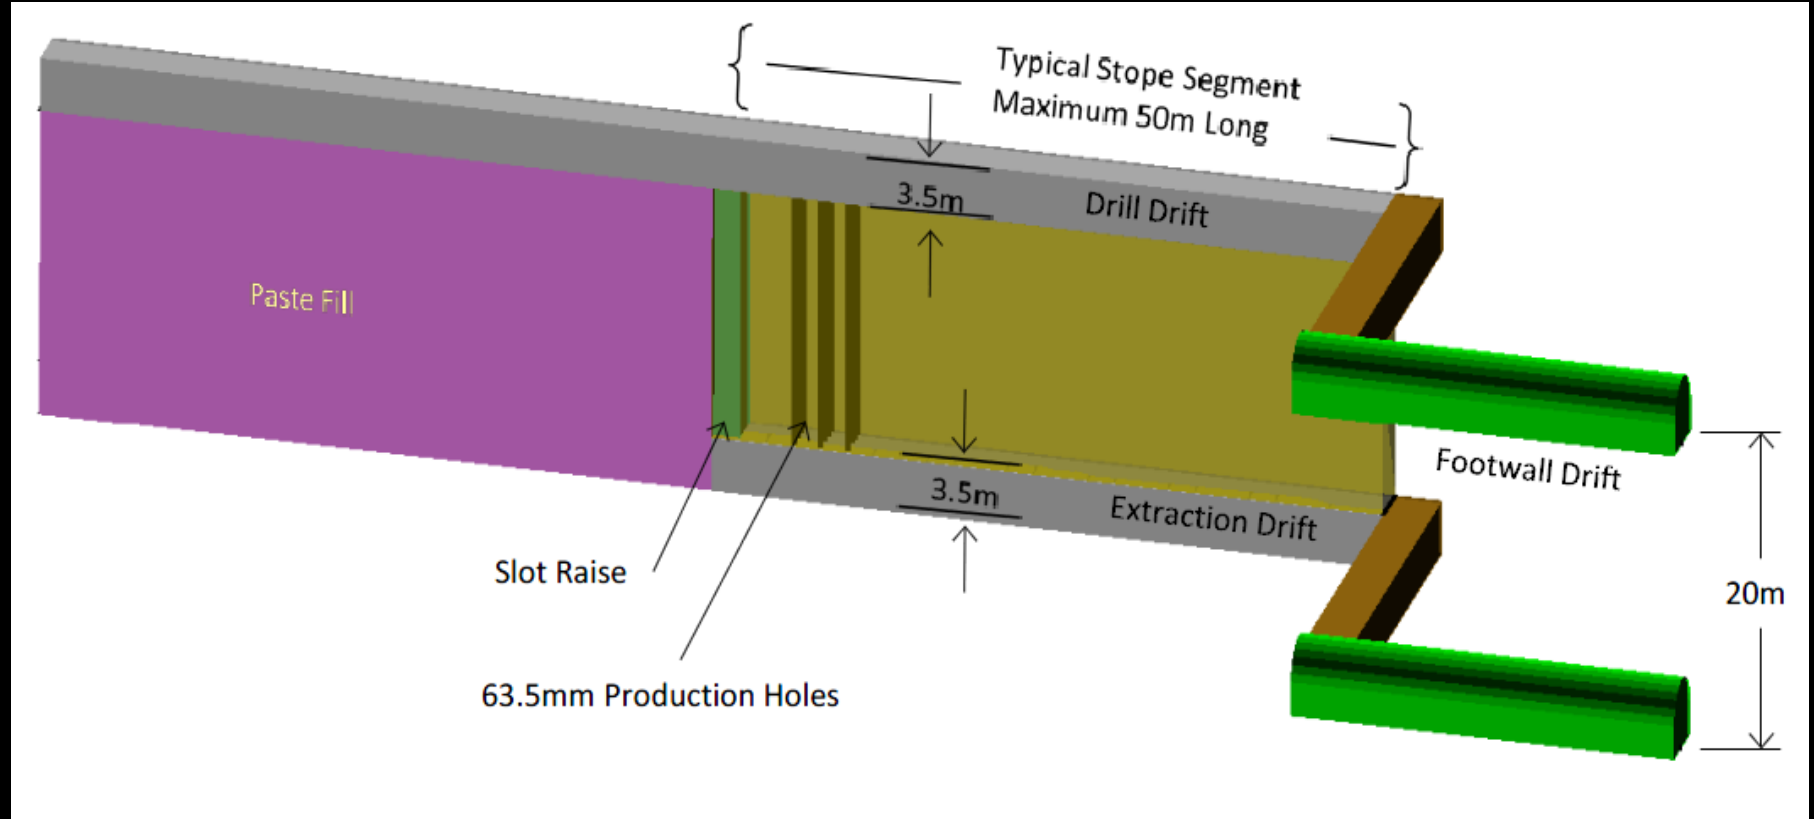 Typical Stope Segment
Maximum 50m Long
3.5m
Drill Drift
Paste Fill
Footwall Drift
3.5m
Extraction Drift
Slot Raise
20m
63.5mm Production Holes